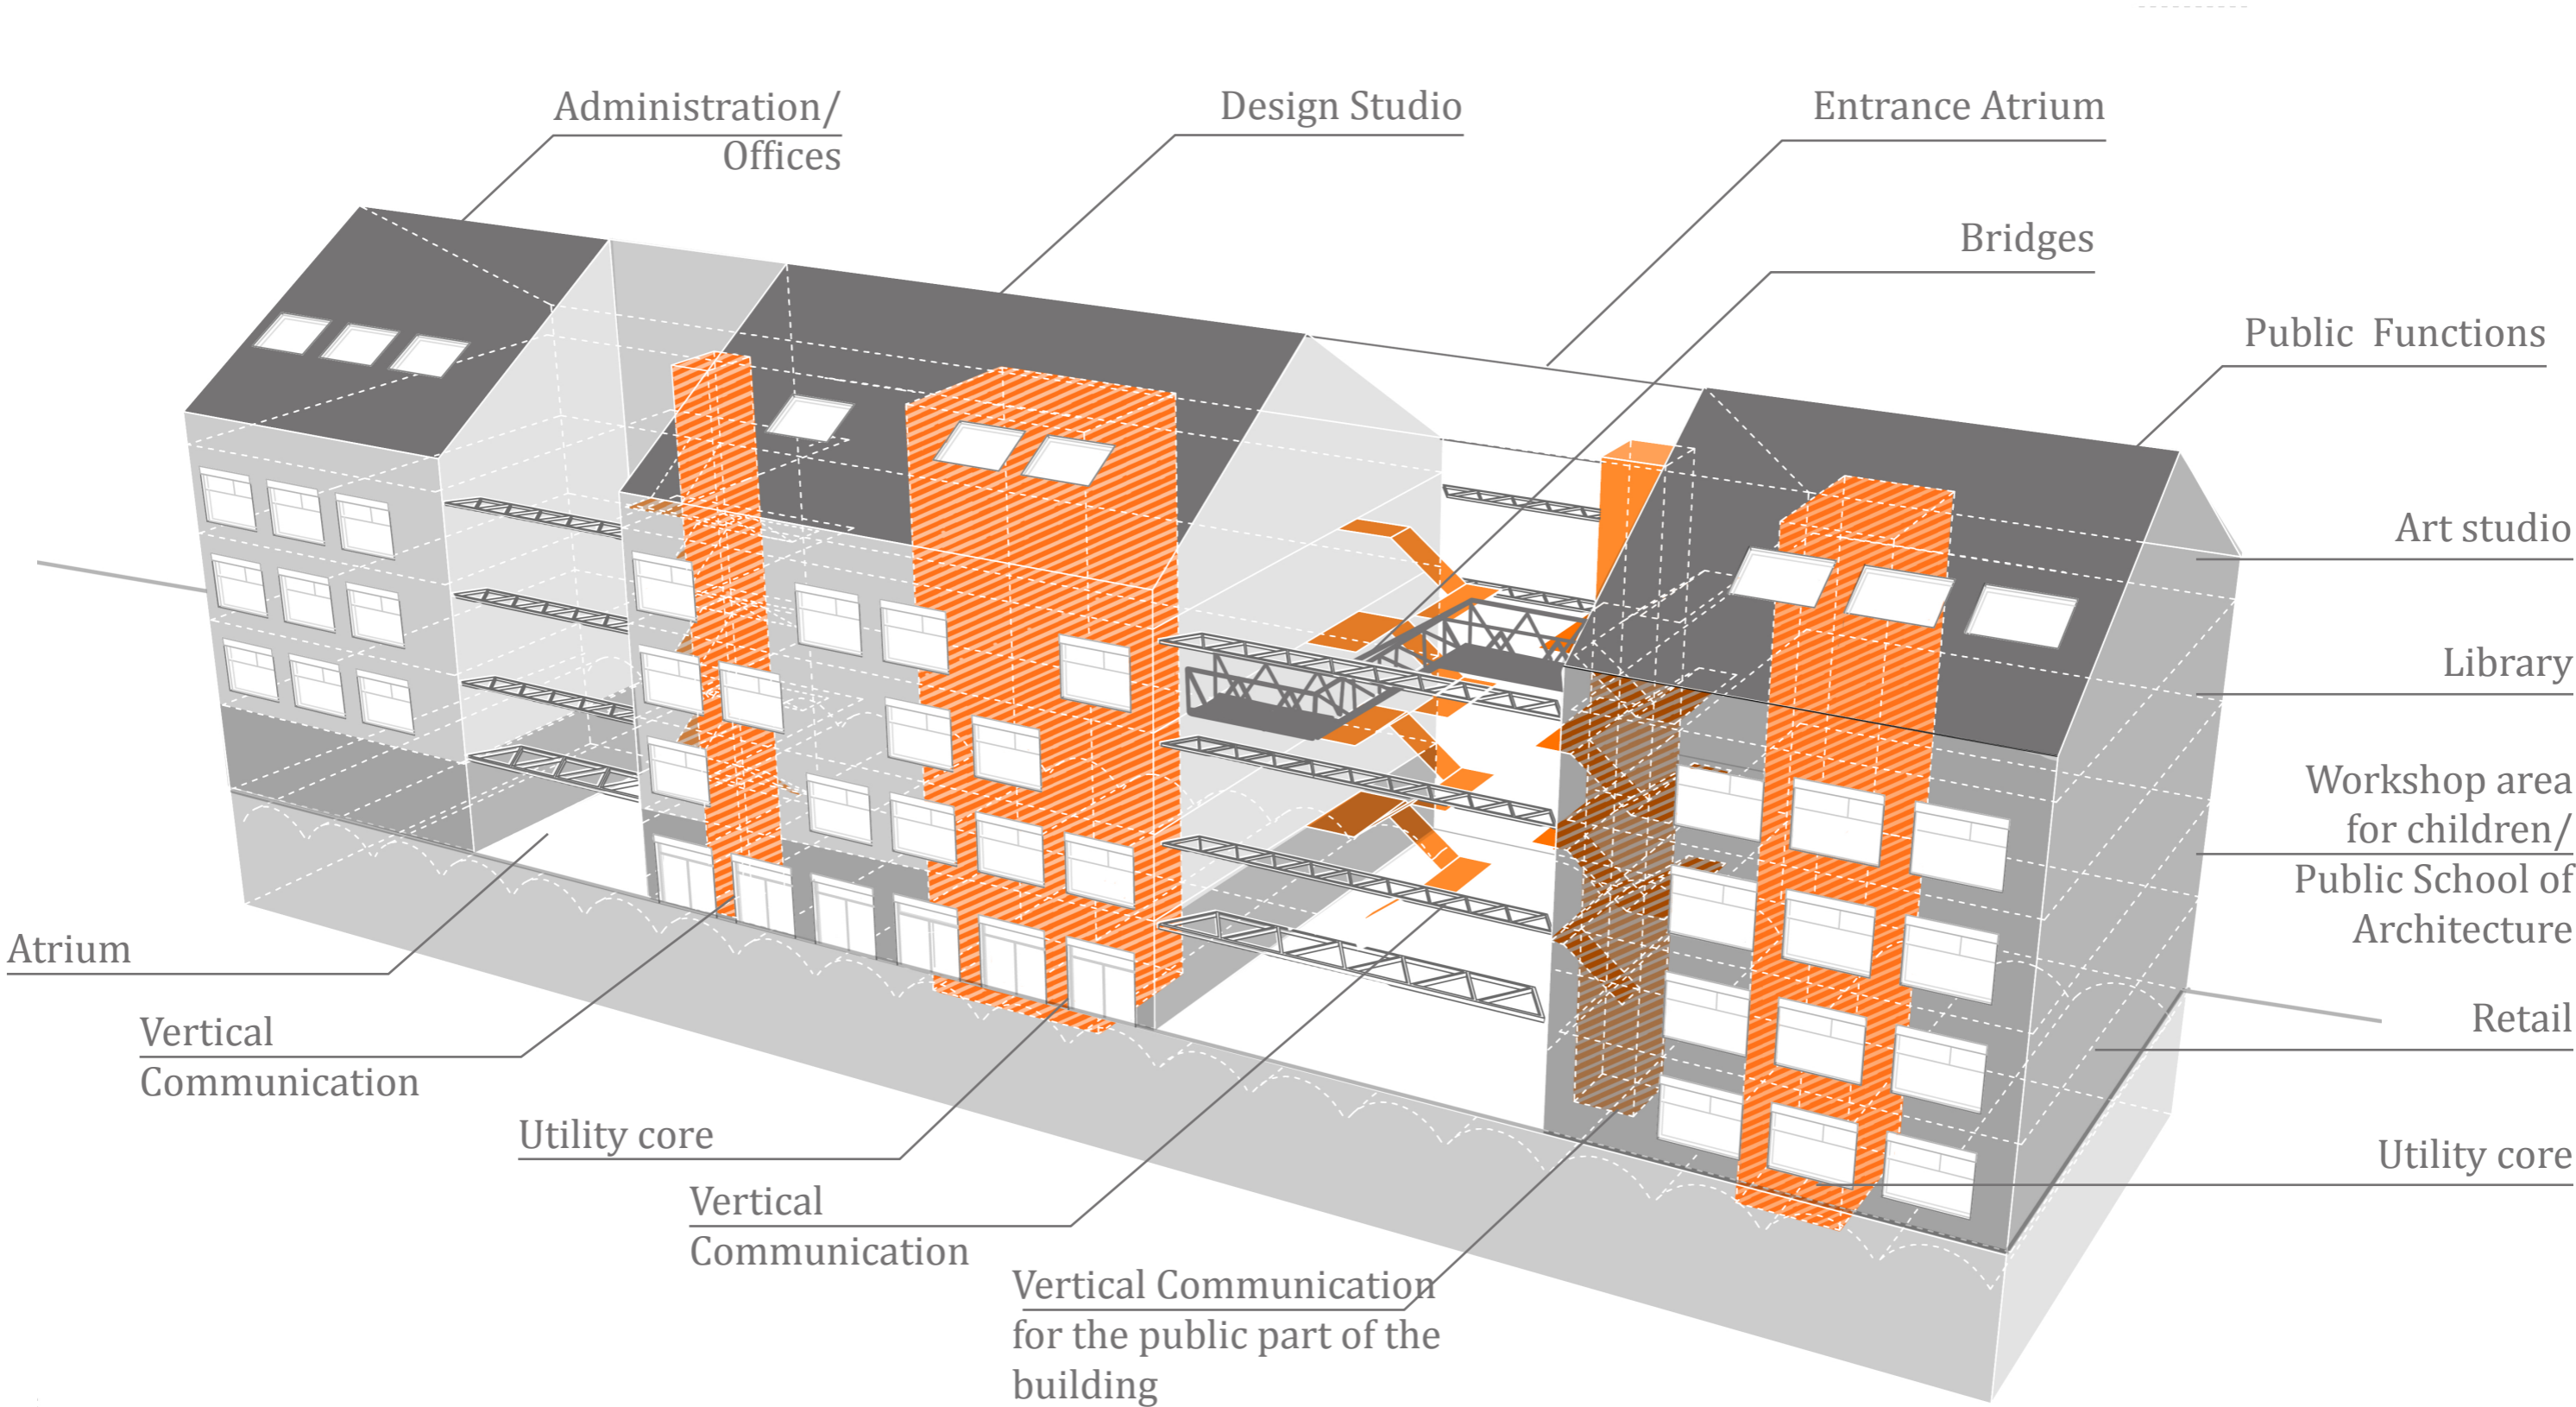 Administration/
Offices
Design Studio
Entrance Atrium
Bridges
Public Functions
Art studio
Library
Workshop area
for children/
Public School of
Architecture
Retail
Utility core
Atrium
Vertical
Communication
Utility core
Vertical
Communication
Vertical Communication
for the public part of the
building